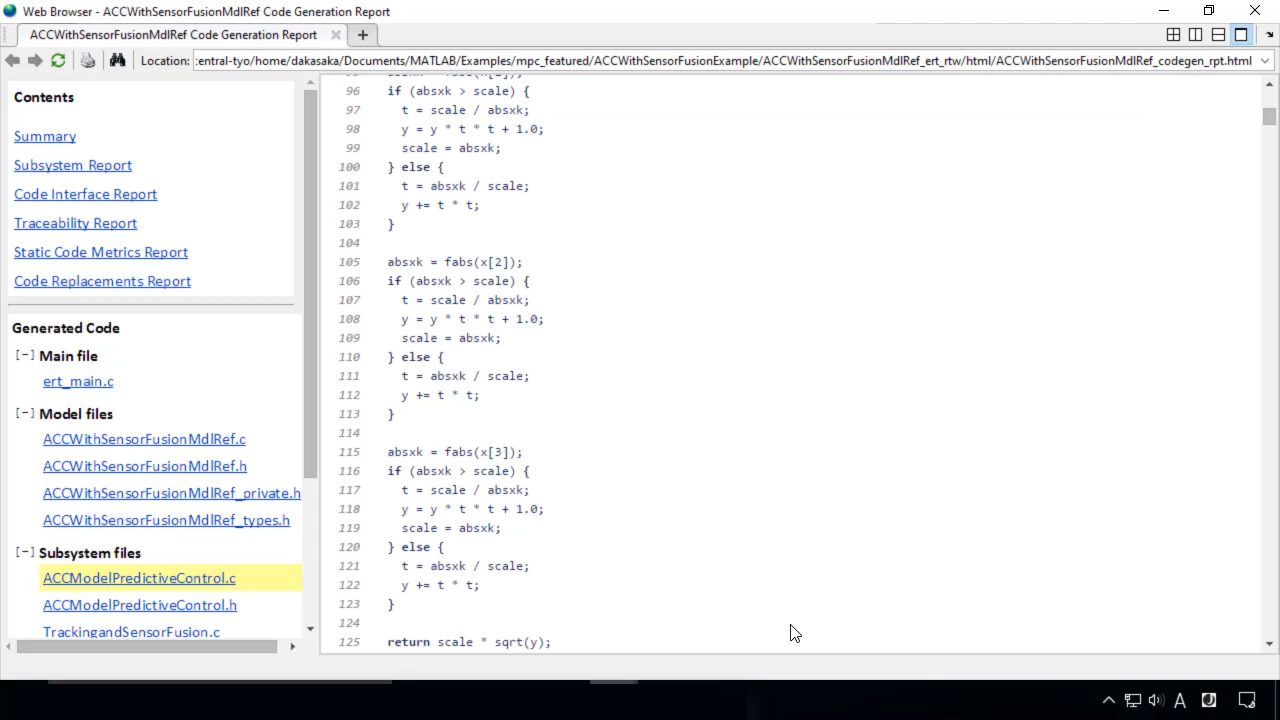 Web Browser - ACCWithSensorFusionMdlRef Code Generation Report
ACCWithSensorFusionMdlRef Code Generation Report
Location: :entral-tyo/home/dakasaka/Documents/MATLAB/Examples/mpc_featured/ACCWithSensorFusionExample/ACCWithSensorFusionMdlRef_ert_rtw/html/ACCWithSensorFusionMdlRef_codegen_rpt.html
Contents
Summary
Subsystem Report
Code Interface Report
Traceability Report
Static Code Metrics Report
Code Replacements Report
Generated Code
[-] Main file
ert_main.c
[-] Model files
ACCWithSensorFusionMdlRef.c
ACCWithSensorFusionMdlRef.h
ACCWithSensorFusionMdlRef_private.h
ACCWithSensorFusionMdlRef_types.h
[-] Subsystem files
ACCModelPredictiveControl.c
ACCModelPredictiveControl.h
TrackingandSensorFusion.c
96 if (absxk > scale) {
97 t = scale / absxk;
98 y = y * t * t + 1.0;
99 scale = absxk;
100 } else {
101 t = absxk / scale;
102 y += t * t;
103 }
104
105 absxk = fabs(x[2]);
106 if (absxk > scale) {
107 t = scale / absxk;
108 y = y * t * t + 1.0;
109 scale = absxk;
110 } else {
111 t = absxk / scale;
112 y += t * t;
113 }
114
115 absxk = fabs(x[3]);
116 if (absxk > scale) {
117 t = scale / absxk;
118 y = y * t * t + 1.0;
119 scale = absxk;
120 } else {
121 t = absxk / scale;
122 y += t * t;
123 }
124
125 return scale * sqrt(y);
A